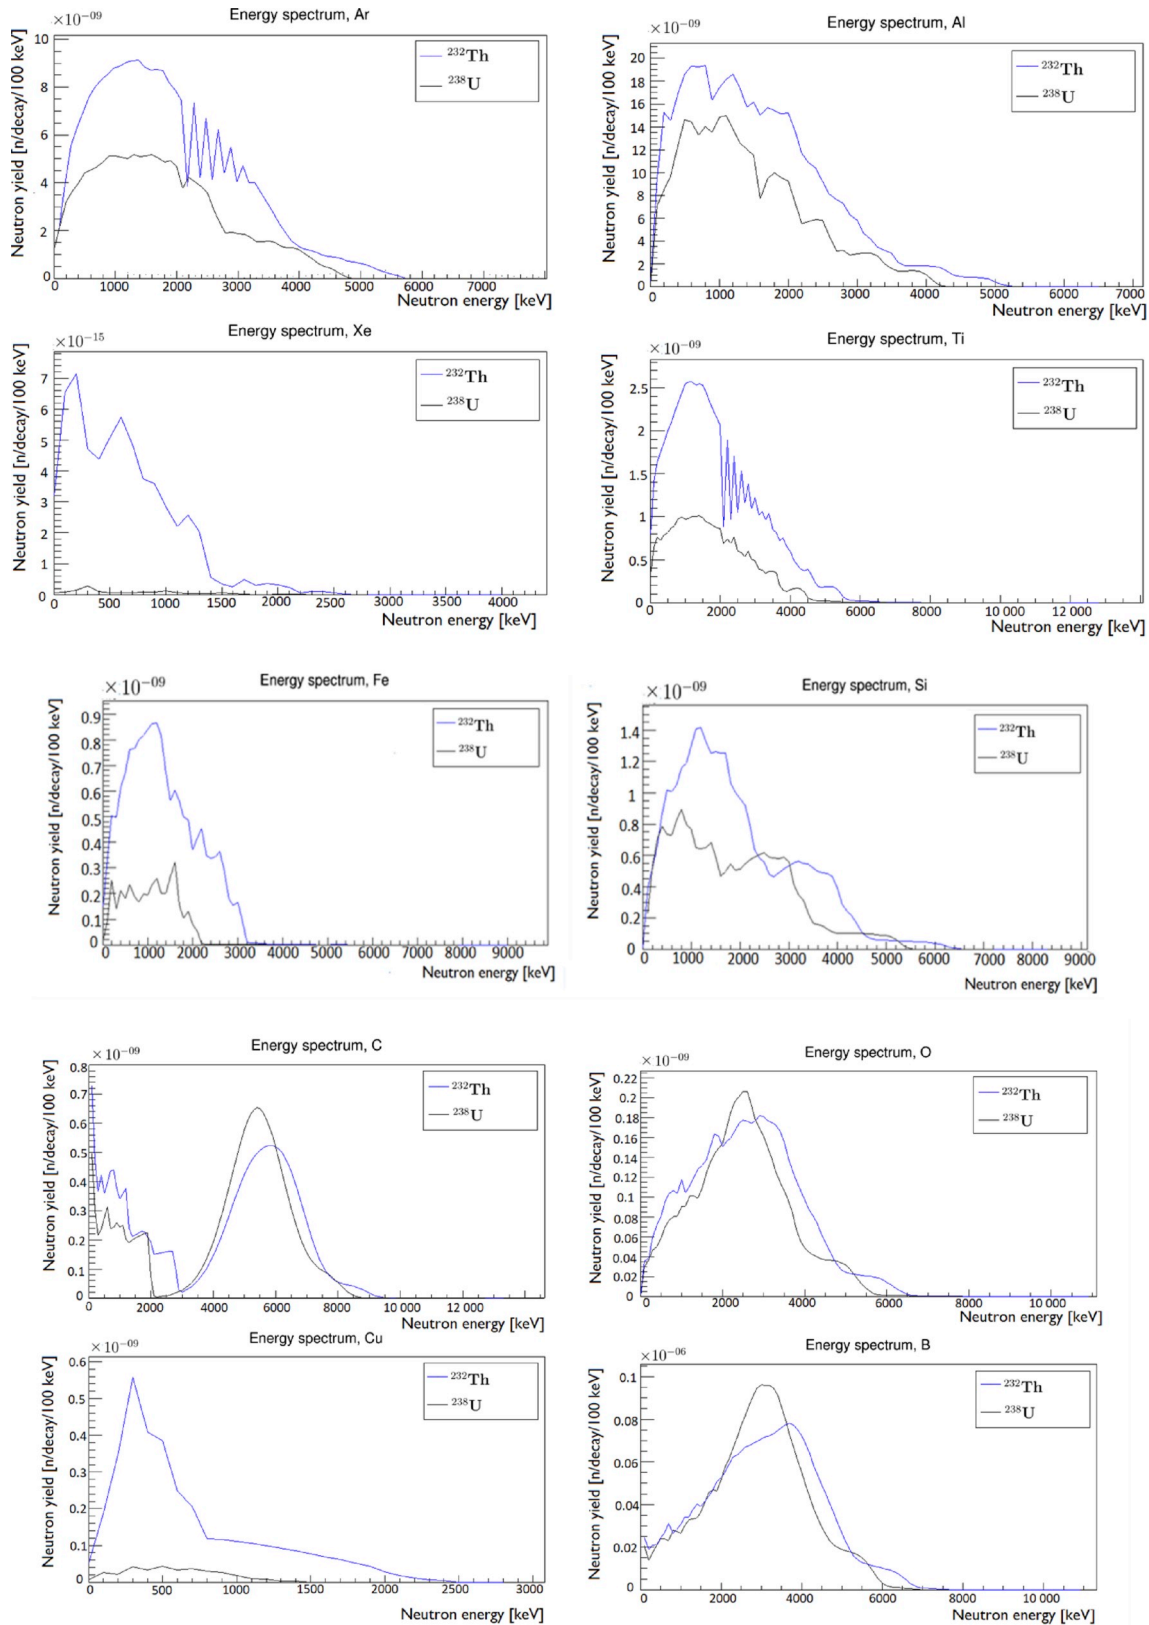 ×10−09
Energy spectrum, Ar
Neutron yield [n/decay/100 keV]
10
8
6
4
2
0
232Th
238U
0 1000 2000 3000 4000 5000 6000 7000
Neutron energy [keV]
×10−09
Energy spectrum, Al
Neutron yield [n/decay/100 keV]
20
18
16
14
12
10
8
6
4
2
0
232Th
238U
0 1000 2000 3000 4000 5000 6000 7000
Neutron energy [keV]
×10−15
Energy spectrum, Xe
Neutron yield [n/decay/100 keV]
7
6
5
4
3
2
1
0
232Th
238U
0 500 1000 1500 2000 2500 3000 3500 4000
Neutron energy [keV]
×10−09
Energy spectrum, Ti
Neutron yield [n/decay/100 keV]
2.5
2
1.5
1
0.5
0
232Th
238U
0 2000 4000 6000 8000 10 000 12 000
Neutron energy [keV]
×10−09
Energy spectrum, Fe
Neutron yield [n/decay/100 keV]
0.9
0.8
0.7
0.6
0.5
0.4
0.3
0.2
0.1
0
232Th
238U
0 1000 2000 3000 4000 5000 6000 7000 8000 9000
Neutron energy [keV]
×10−09
Energy spectrum, Si
Neutron yield [n/decay/100 keV]
1.4
1.2
1
0.8
0.6
0.4
0.2
0
232Th
238U
0 1000 2000 3000 4000 5000 6000 7000 8000 9000
Neutron energy [keV]
×10−09
Energy spectrum, C
Neutron yield [n/decay/100 keV]
0.8
0.7
0.6
0.5
0.4
0.3
0.2
0.1
0
232Th
238U
0 2000 4000 6000 8000 10 000 12 000
Neutron energy [keV]
×10−09
Energy spectrum, O
Neutron yield [n/decay/100 keV]
0.22
0.2
0.18
0.16
0.14
0.12
0.1
0.08
0.06
0.04
0.02
0
232Th
238U
0 2000 4000 6000 8000 10 000
Neutron energy [keV]
×10−09
Energy spectrum, Cu
Neutron yield [n/decay/100 keV]
0.6
0.5
0.4
0.3
0.2
0.1
0
232Th
238U
0 500 1000 1500 2000 2500 3000
Neutron energy [keV]
×10−06
Energy spectrum, B
Neutron yield [n/decay/100 keV]
0.1
0.08
0.06
0.04
0.02
0
232Th
238U
0 2000 4000 6000 8000 10 000
Neutron energy [keV]